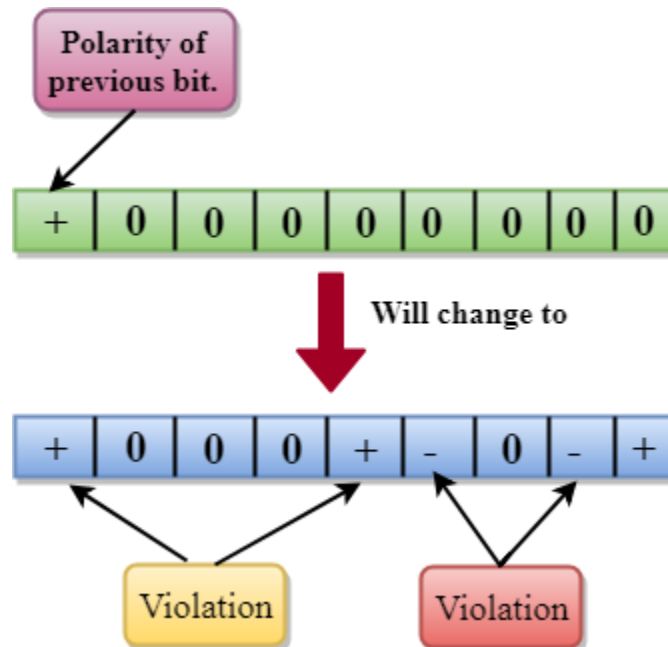 Polarity of
previous bit.
+ 0 0 0 0 0 0 0 0
Will change to
+ 0 0 0 + - 0 - +
Violation Violation